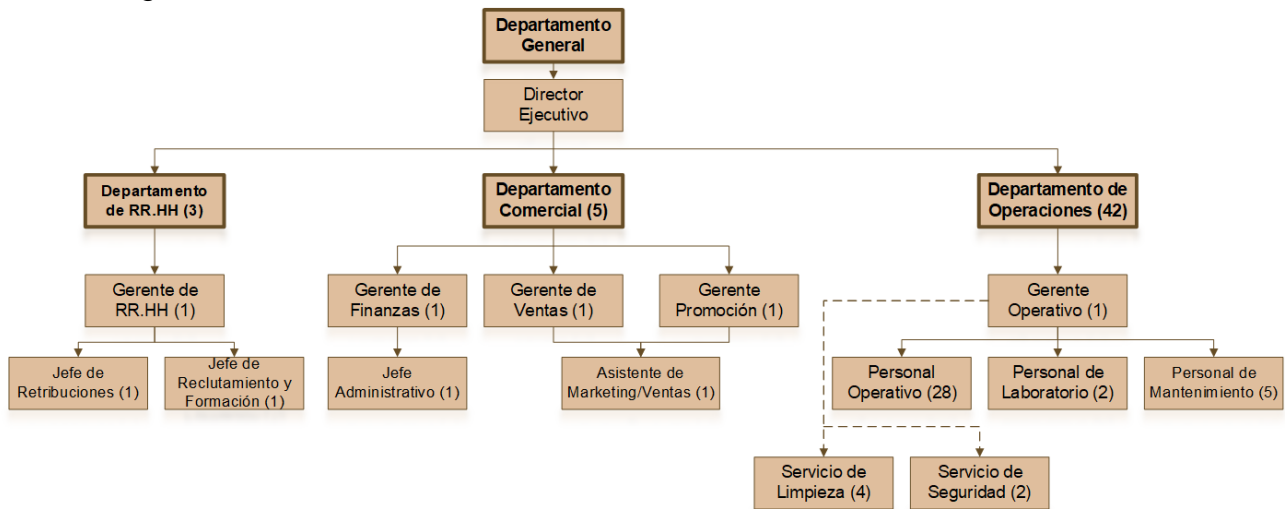 Departamento
General
Director
Ejecutivo
Departamento
de RR.HH (3)
Departamento
Comercial (5)
Departamento de
Operaciones (42)
Gerente de
RR.HH (1)
Gerente de
Finanzas (1)
Gerente de
Ventas (1)
Gerente
Promoción (1)
Gerente
Operativo (1)
Jefe de
Retribuciones (1)
Jefe de
Reclutamiento y
Formación (1)
Jefe
Administrativo (1)
Asistente de
Marketing/Ventas (1)
Personal
Operativo (28)
Personal de
Laboratorio (2)
Personal de
Mantenimiento (5)
Servicio de
Limpieza (4)
Servicio de
Seguridad (2)